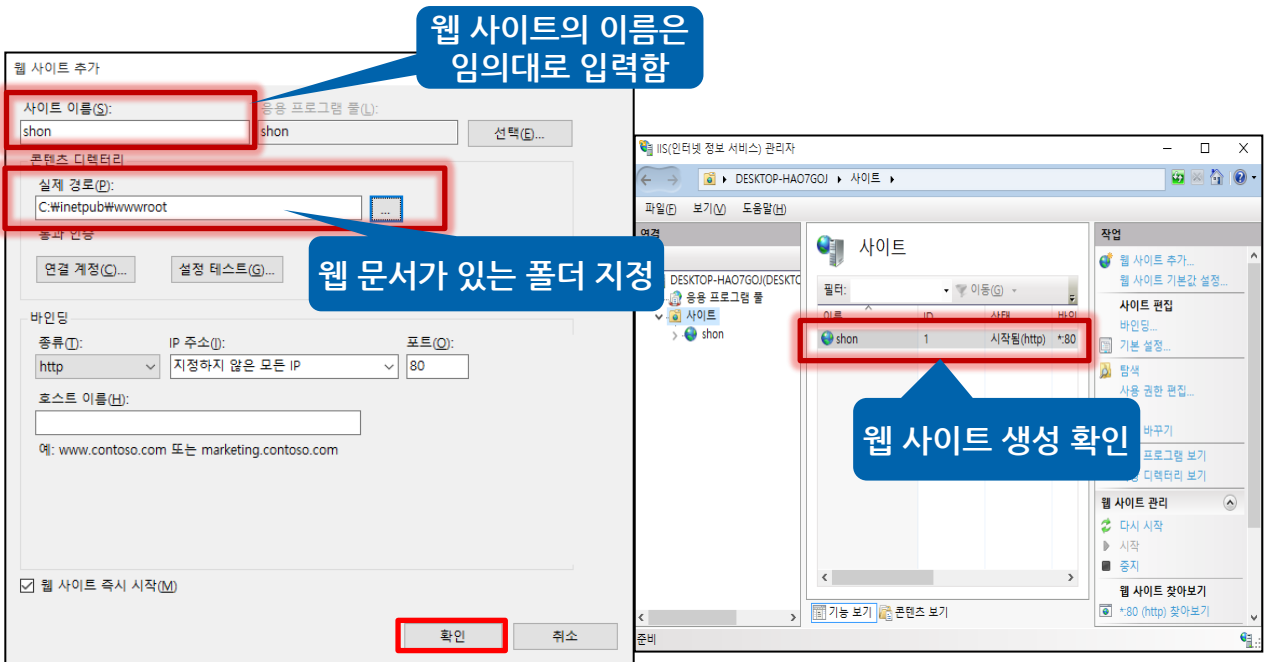 웹 사이트의 이름은
임의대로 입력함
웹 사이트 추가
사이트 이름(S):
응용 프로그램 풀(L):
shon
shon
선택(E)...
콘텐츠 디렉터리
실제 경로(P):
C:₩inetpub₩wwwroot
...
통과 인증
웹 문서가 있는 폴더 지정
연결 계정(C)...
설정 테스트(G)...
바인딩
종류(T):
IP 주소(I):
포트(O):
http
지정하지 않은 모든 IP
80
호스트 이름(H):
예: www.contoso.com 또는 marketing.contoso.com
웹 사이트 즉시 시작(M)
확인
취소
IIS(인터넷 정보 서비스) 관리자
DESKTOP-HAO7GOJ
사이트
파일(F)
보기(V)
도움말(H)
연결
DESKTOP-HAO7GOJ(DESKTO
응용 프로그램 풀
사이트
shon
사이트
필터:
이동(G)
이름
ID
상태
바인
shon
1
시작됨(http)
*:80
웹 사이트 생성 확인
기능 보기
콘텐츠 보기
작업
웹 사이트 추가...
웹 사이트 기본값 설정...
사이트 편집
바인딩...
기본 설정...
탐색
사용 권한 편집...
바꾸기
프로그램 보기
디렉터리 보기
웹 사이트 관리
다시 시작
시작
중지
웹 사이트 찾아보기
*:80 (http) 찾아보기
준비